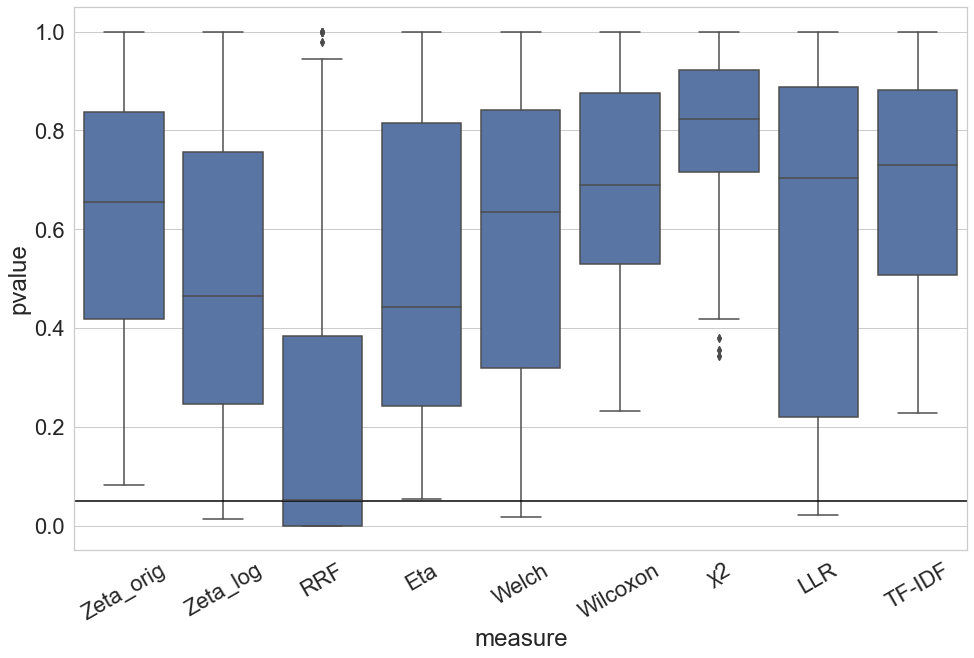 pvalue
1.0
0.8
0.6
0.4
0.2
0.0
Zeta_orig
Zeta_log
RRF
Eta
Welch
Wilcoxon
χ2
LLR
TF-IDF
measure